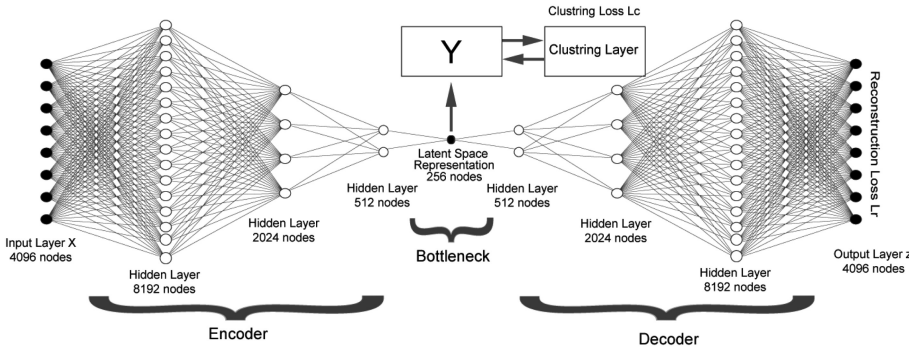 Clustring Loss Lc
Y
Clustring Layer
Input Layer X
4096 nodes
Hidden Layer
8192 nodes
Hidden Layer
2024 nodes
Hidden Layer
512 nodes
Latent Space
Representation
256 nodes
Hidden Layer
512 nodes
Hidden Layer
2024 nodes
Hidden Layer
8192 nodes
Output Layer z
4096 nodes
Reconstruction Loss Lr
Bottleneck
Encoder
Decoder